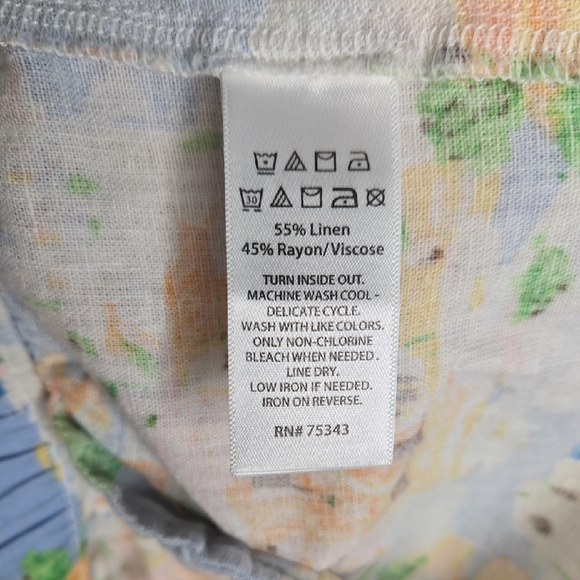 30
55% Linen
45% Rayon/Viscose
TURN INSIDE OUT.
MACHINE WASH COOL -
DELICATE CYCLE.
WASH WITH LIKE COLORS.
ONLY NON-CHLORINE
BLEACH WHEN NEEDED .
LINE DRY.
LOW IRON IF NEEDED.
IRON ON REVERSE.
RN# 75343